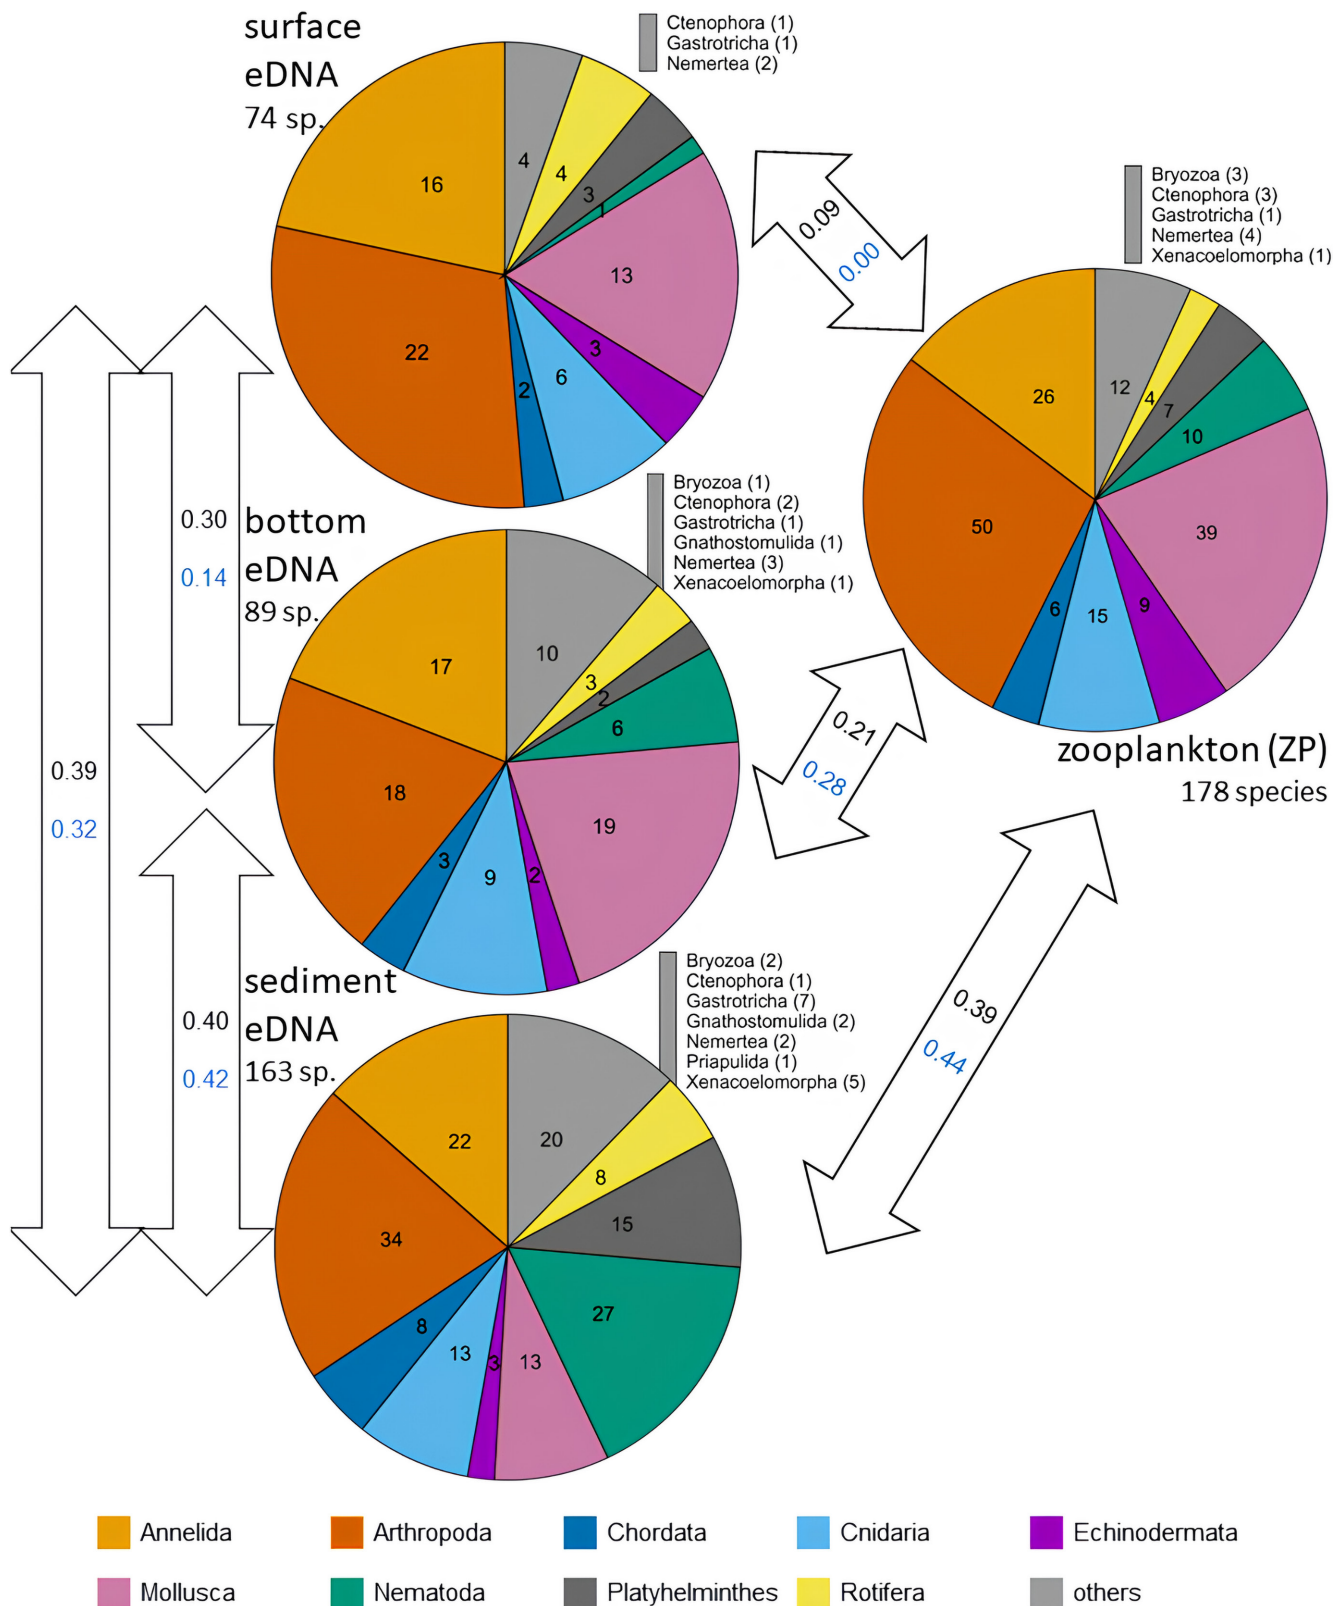 surface
eDNA
74 sp.
Ctenophora (1)
Gastrotricha (1)
Nemertea (2)
16
4
4
3
1
13
3
6
2
22
0.09
0.00
Bryozoa (3)
Ctenophora (3)
Gastrotricha (1)
Nemertea (4)
Xenacoelomorpha (1)
26
12
4
7
10
39
9
15
6
50
zooplankton (ZP)
178 species
0.30
0.14
bottom
eDNA
89 sp.
Bryozoa (1)
Ctenophora (2)
Gastrotricha (1)
Gnathostomulida (1)
Nemertea (3)
Xenacoelomorpha (1)
17
10
3
2
6
19
2
9
3
18
0.21
0.28
0.39
0.32
sediment
eDNA
163 sp.
0.40
0.42
Bryozoa (2)
Ctenophora (1)
Gastrotricha (7)
Gnathostomulida (2)
Nemertea (2)
Priapulida (1)
Xenacoelomorpha (5)
22
20
8
15
27
13
3
13
8
34
0.39
0.44
Annelida
Arthropoda
Chordata
Cnidaria
Echinodermata
Mollusca
Nematoda
Platyhelminthes
Rotifera
others